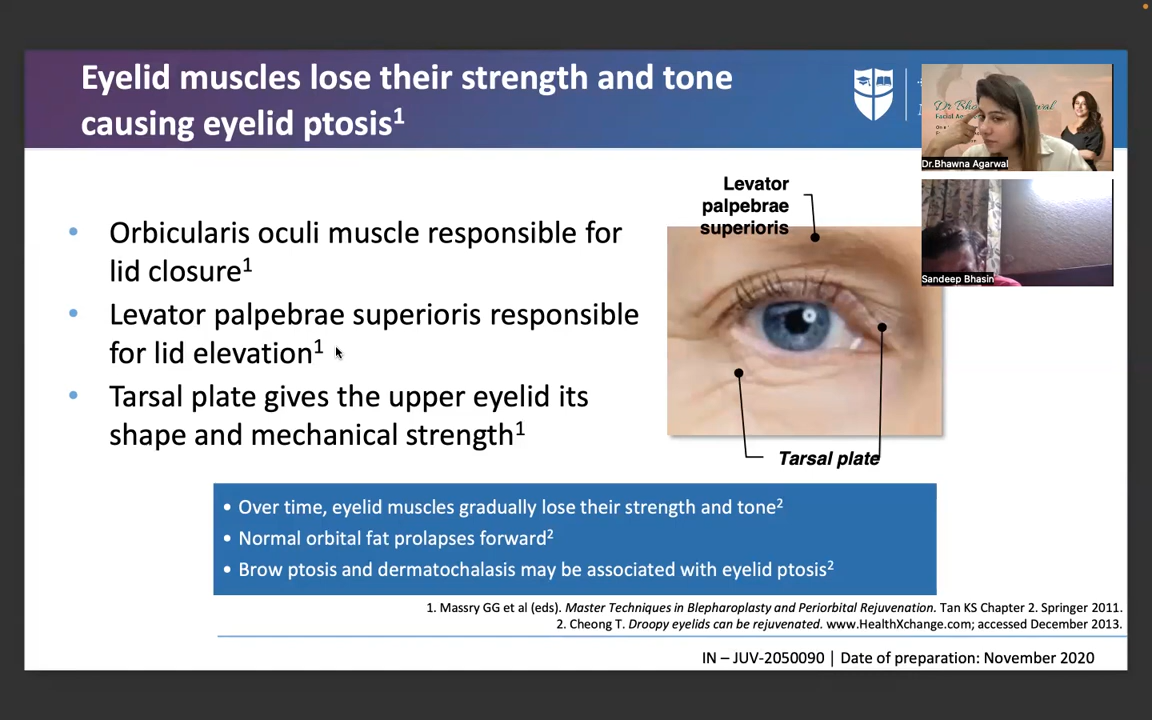 Eyelid muscles lose their strength and tone
causing eyelid ptosis1
Dr.Bhawna Agarwal
Sandeep Bhasin
Levator
palpebrae
superioris
• Orbicularis oculi muscle responsible for
lid closure1
• Levator palpebrae superioris responsible
for lid elevation1
• Tarsal plate gives the upper eyelid its
shape and mechanical strength1
Tarsal plate
• Over time, eyelid muscles gradually lose their strength and tone2
• Normal orbital fat prolapses forward2
• Brow ptosis and dermatochalasis may be associated with eyelid ptosis2
1. Massry GG et al (eds). Master Techniques in Blepharoplasty and Periorbital Rejuvenation. Tan KS Chapter 2. Springer 2011.
2. Cheong T. Droopy eyelids can be rejuvenated. www.HealthXchange.com; accessed December 2013.
IN – JUV-2050090 | Date of preparation: November 2020